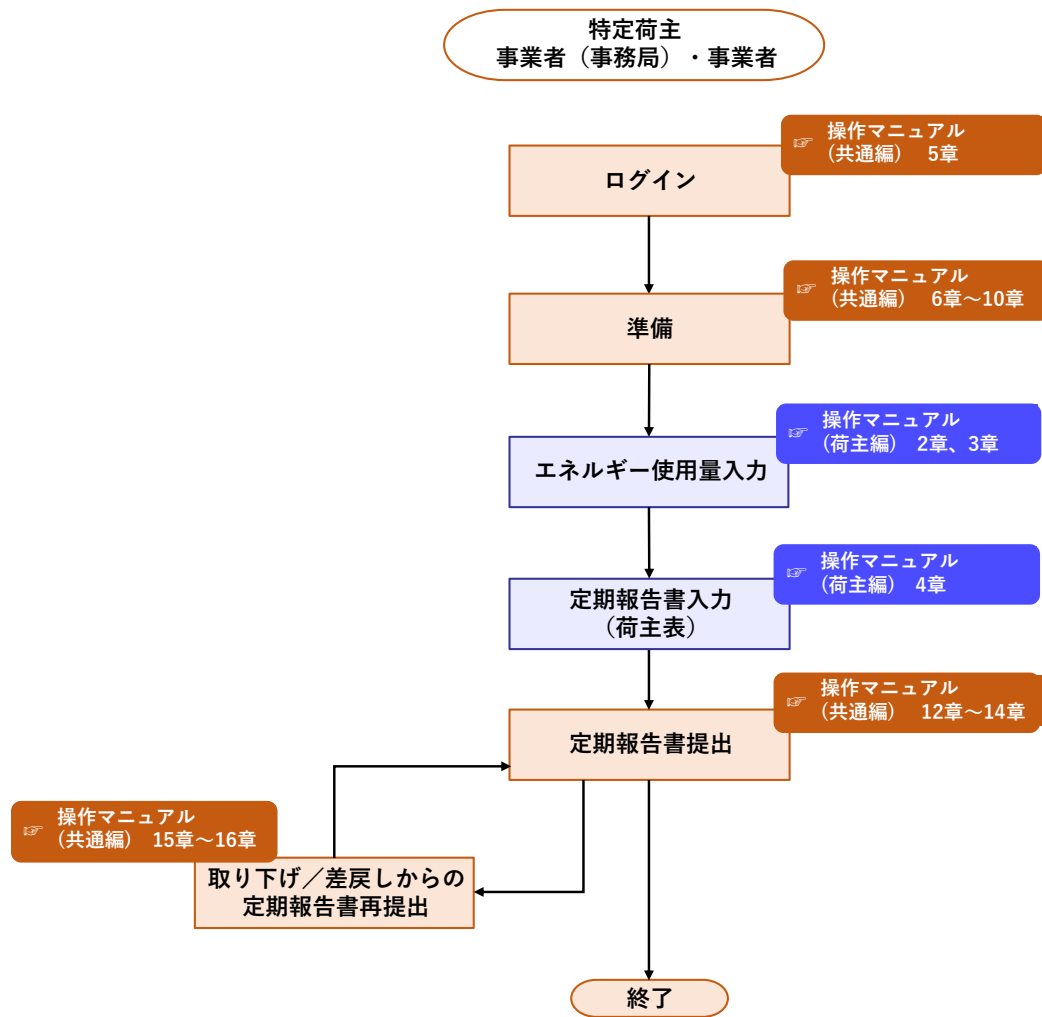 特定荷主
事業者（事務局）・事業者
☞ 操作マニュアル
(共通編)　5章
ログイン
☞ 操作マニュアル
(共通編)　6章～10章
準備
☞ 操作マニュアル
(荷主編)　2章、3章
エネルギー使用量入力
☞ 操作マニュアル
(荷主編)　4章
定期報告書入力
（荷主表）
☞ 操作マニュアル
(共通編)　12章～14章
定期報告書提出
☞ 操作マニュアル
(共通編)　15章～16章
取り下げ／差戻しからの
定期報告書再提出
終了